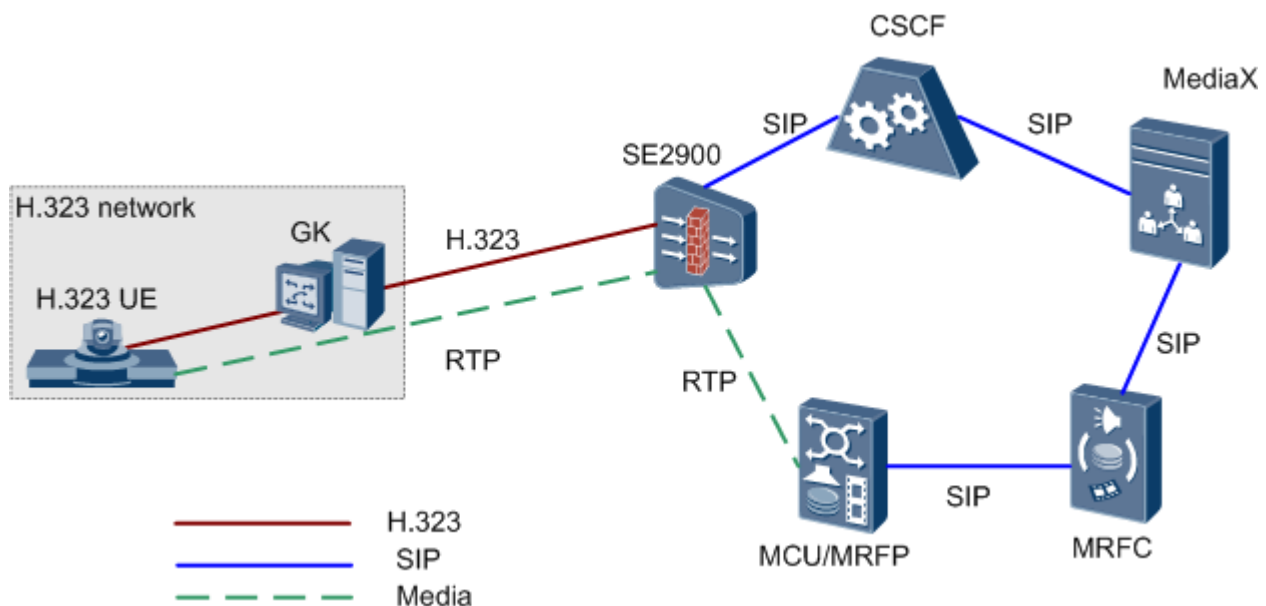 CSCF
MediaX
SIP
SIP
SE2900
H.323 network
GK
H.323
H.323 UE
RTP
SIP
RTP
SIP
H.323
SIP
Media
MCU/MRFP
MRFC